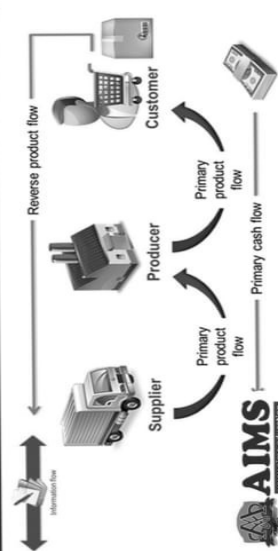 Reverse product flow
Information flow
Supplier
Producer
Customer
Primary
product
flow
Primary
product
flow
Primary cash flow
AIMS